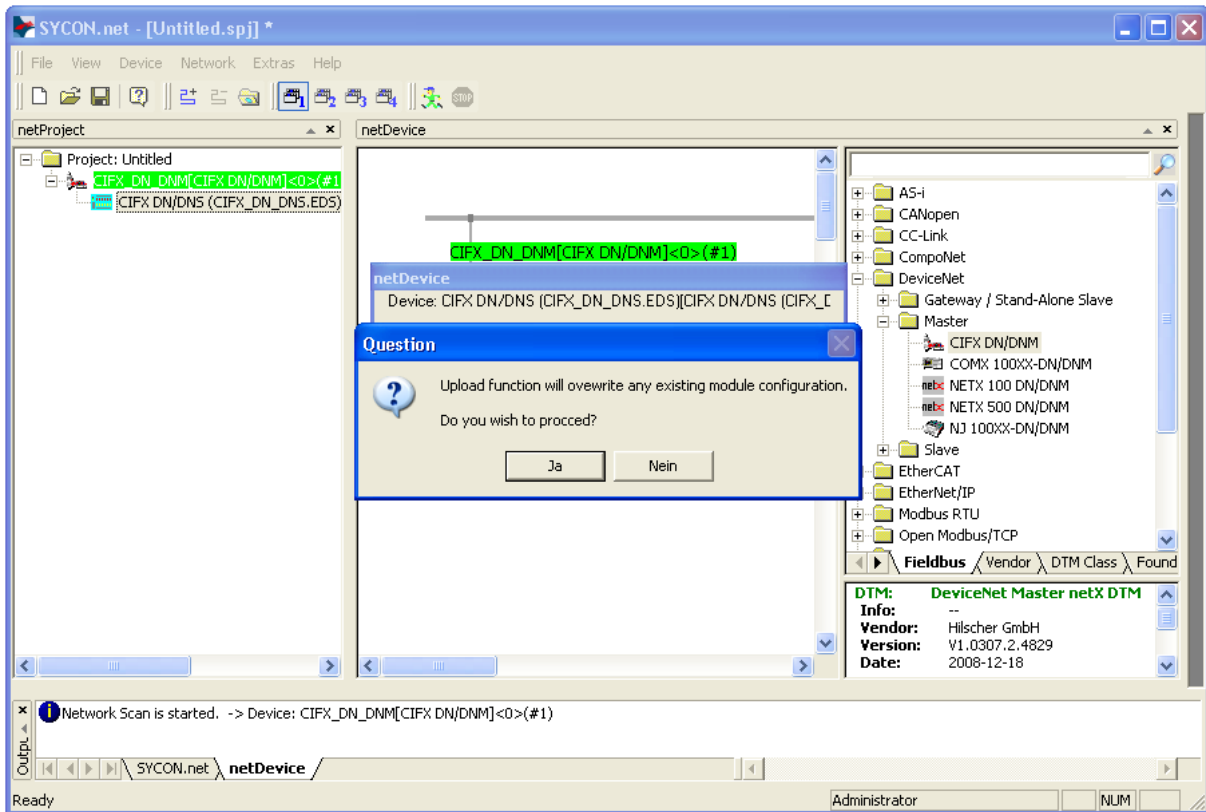 SYCON.net - [Untitled.spj] *
File View Device Network Extras Help
netProject
Project: Untitled
CIFX_DN_DNM[CIFX DN/DNM]<0>(#1
CIFX DN/DNS (CIFX_DN_DNS.EDS)
netDevice
CIFX_DN_DNM[CIFX DN/DNM]<0>(#1)
netDevice
Device: CIFX DN/DNS (CIFX_DN_DNS.EDS)[CIFX DN/DNS (CIFX_D
Question
Upload function will ovewrite any existing module configuration.
Do you wish to procced?
Ja
Nein
AS-i
CANopen
CC-Link
CompoNet
DeviceNet
Gateway / Stand-Alone Slave
Master
CIFX DN/DNM
COMX 100XX-DN/DNM
NETX 100 DN/DNM
NETX 500 DN/DNM
NJ 100XX-DN/DNM
Slave
EtherCAT
EtherNet/IP
Modbus RTU
Open Modbus/TCP
Fieldbus Vendor DTM Class Found
DTM: DeviceNet Master netX DTM
Info: --
Vendor: Hilscher GmbH
Version: V1.0307.2.4829
Date: 2008-12-18
Network Scan is started. -> Device: CIFX_DN_DNM[CIFX DN/DNM]<0>(#1)
Outpu
SYCON.net netDevice
Ready
Administrator
NUM